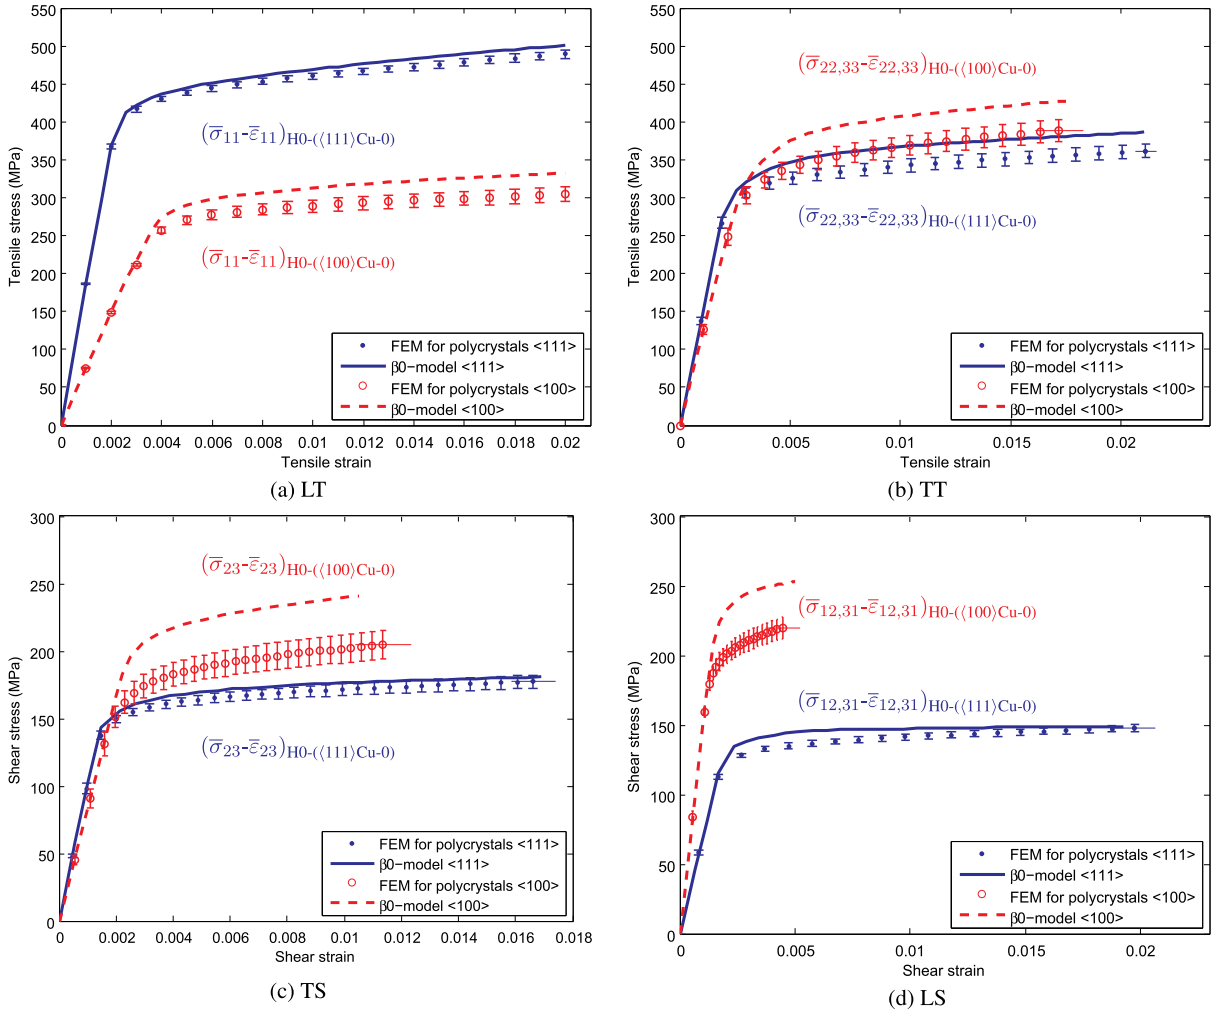 550
500
450
400
350
300
250
200
150
100
50
0
Tensile stress (MPa)
(σ̅11-ε̅11)H0-(⟨111⟩Cu-0)
(σ̅11-ε̅11)H0-(⟨100⟩Cu-0)
FEM for polycrystals <111>
β0−model <111>
FEM for polycrystals <100>
β0−model <100>
0 0.002 0.004 0.006 0.008 0.01 0.012 0.014 0.016 0.018 0.02
Tensile strain
(a) LT
550
500
450
400
350
300
250
200
150
100
50
0
Tensile stress (MPa)
(σ̅22,33-ε̅22,33)H0-(⟨100⟩Cu-0)
(σ̅22,33-ε̅22,33)H0-(⟨111⟩Cu-0)
FEM for polycrystals <111>
β0−model <111>
FEM for polycrystals <100>
β0−model <100>
0 0.005 0.01 0.015 0.02
Tensile strain
(b) TT
300
250
200
150
100
50
0
Shear stress (MPa)
(σ̅23-ε̅23)H0-(⟨100⟩Cu-0)
(σ̅23-ε̅23)H0-(⟨111⟩Cu-0)
FEM for polycrystals <111>
β0−model <111>
FEM for polycrystals <100>
β0−model <100>
0 0.002 0.004 0.006 0.008 0.01 0.012 0.014 0.016 0.018
Shear strain
(c) TS
300
250
200
150
100
50
0
Shear stress (MPa)
(σ̅12,31-ε̅12,31)H0-(⟨100⟩Cu-0)
(σ̅12,31-ε̅12,31)H0-(⟨111⟩Cu-0)
FEM for polycrystals <111>
β0−model <111>
FEM for polycrystals <100>
β0−model <100>
0 0.005 0.01 0.015 0.02
Shear strain
(d) LS